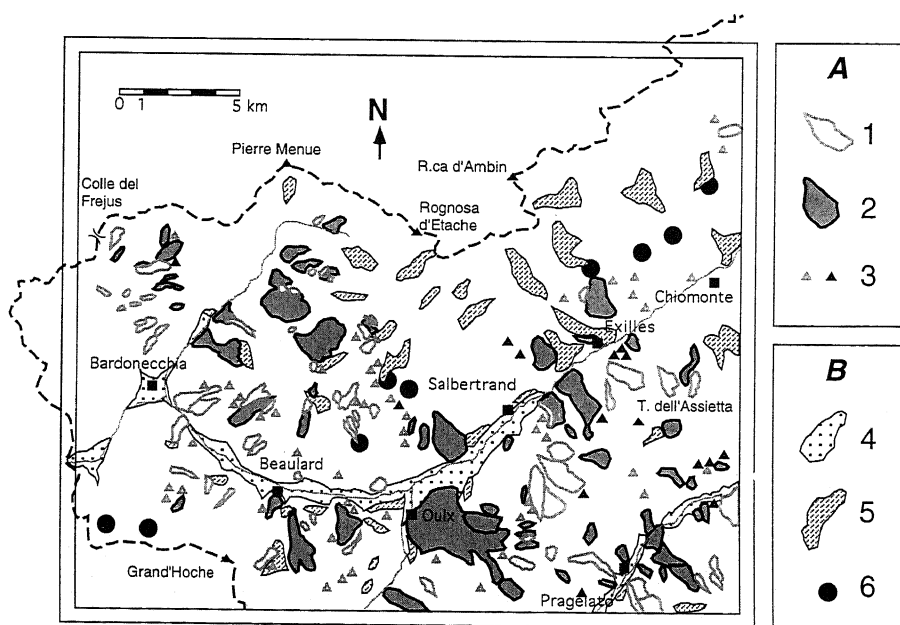 0 1 5 km
N
Pierre Menue
R.ca d'Ambin
Colle del
Frejus
Rognosa
d'Etache
Chiomonte
Exilles
Bardonecchia
Salbertrand
T. dell'Assietta
Beaulard
Oulx
Grand'Hoche
Pragelato
A
1
2
3
B
4
5
6